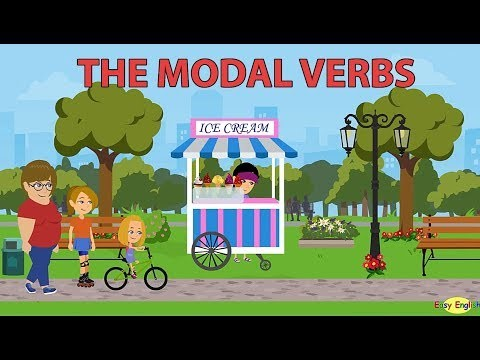 THE MODAL VERBS
ICE CREAM
Easy English